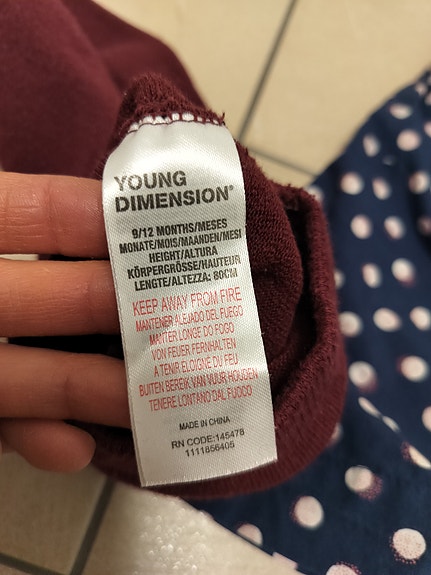 YOUNG
DIMENSION®
9/12 MONTHS/MESES
MONATE/MOIS/MAANDEN/MESI
HEIGHT/ALTURA
KÖRPERGRÖSSE/HAUTEUR
LENGTE/ALTEZZA: 80CM
KEEP AWAY FROM FIRE
MANTENER ALEJADO DEL FUEGO
MANTER LONGE DO FOGO
VON FEUER FERNHALTEN
A TENIR ÉLOIGNE DU FEU
BUITEN BEREIK VAN VUUR HOUDEN
TENERE LONTANO DAL FUOCO
MADE IN CHINA
RN CODE:145478
1111856405